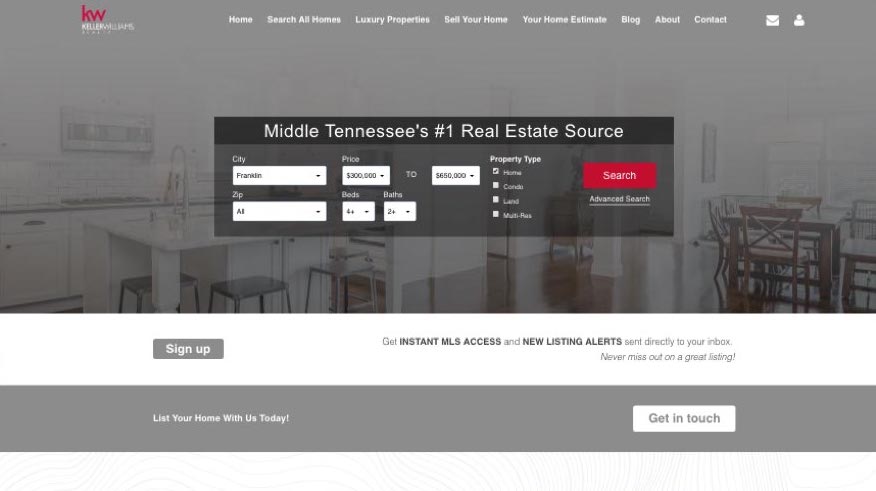 kw
KELLERWILLIAMS
REALTY
Home Search All Homes Luxury Properties Sell Your Home Your Home Estimate Blog About Contact
Middle Tennessee's #1 Real Estate Source
City Price Property Type
Franklin $300,000 TO $650,000 Home
Search
Condo
Zip Beds Baths
Advanced Search
Land
All 4+ 2+
Multi-Res
Sign up
Get INSTANT MLS ACCESS and NEW LISTING ALERTS sent directly to your inbox.
Never miss out on a great listing!
List Your Home With Us Today!
Get in touch